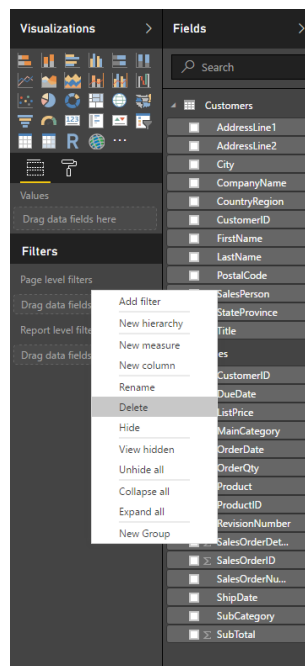 Visualizations
Values
Drag data fields here
Filters
Page level filters
Drag data fields
Report level filte
Drag data fields
Fields
Search
Customers
AddressLine1
AddressLine2
City
CompanyName
CountryRegion
CustomerID
FirstName
LastName
PostalCode
SalesPerson
StateProvince
Title
es
CustomerID
DueDate
ListPrice
MainCategory
OrderDate
OrderQty
Product
ProductID
RevisionNumber
Σ SalesOrderDet...
Σ SalesOrderID
SalesOrderNu...
ShipDate
SubCategory
Σ SubTotal
Add filter
New hierarchy
New measure
New column
Rename
Delete
Hide
View hidden
Unhide all
Collapse all
Expand all
New Group
R
123